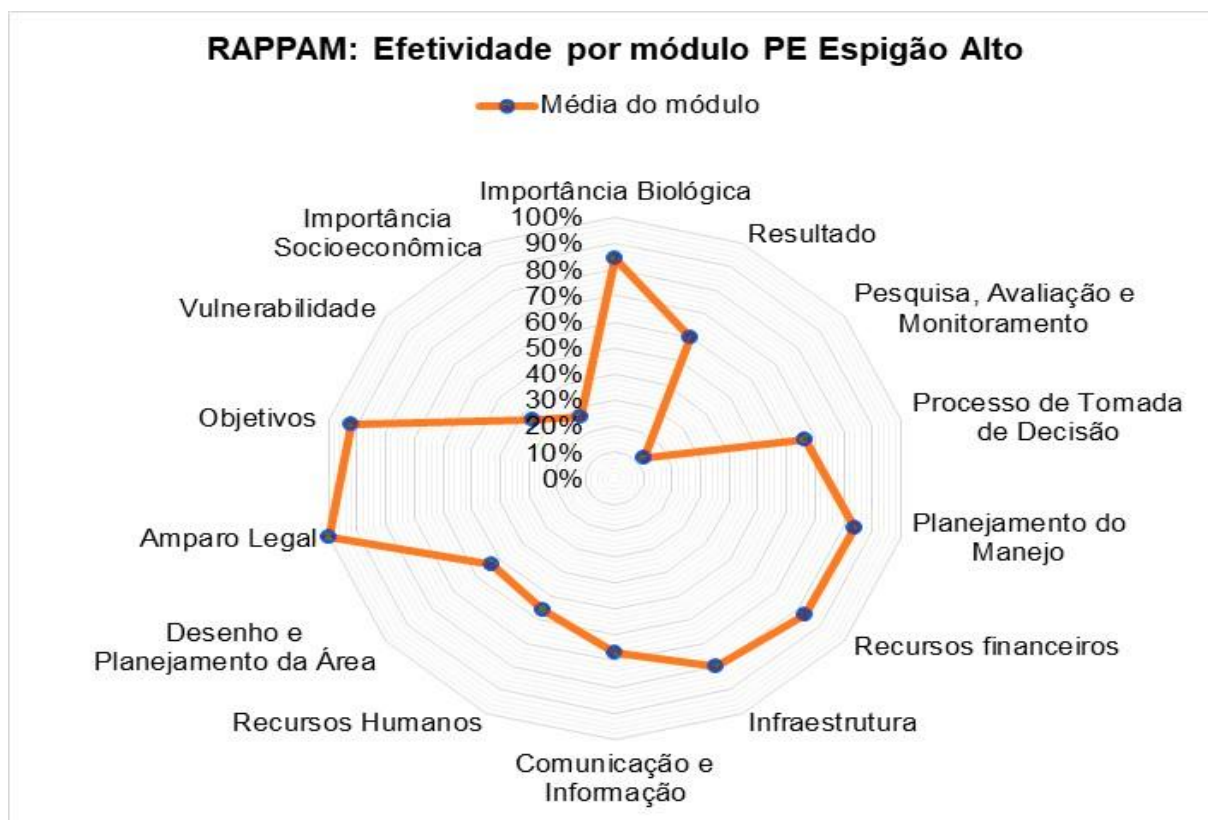 RAPPAM: Efetividade por módulo PE Espigão Alto
Média do módulo
Importância Biológica
Resultado
Pesquisa, Avaliação e
Monitoramento
Processo de Tomada
de Decisão
Planejamento do
Manejo
Recursos financeiros
Infraestrutura
Comunicação e
Informação
Recursos Humanos
Desenho e
Planejamento da Área
Amparo Legal
Objetivos
Vulnerabilidade
Importância
Socioeconômica
100%
90%
80%
70%
60%
50%
40%
30%
20%
10%
0%